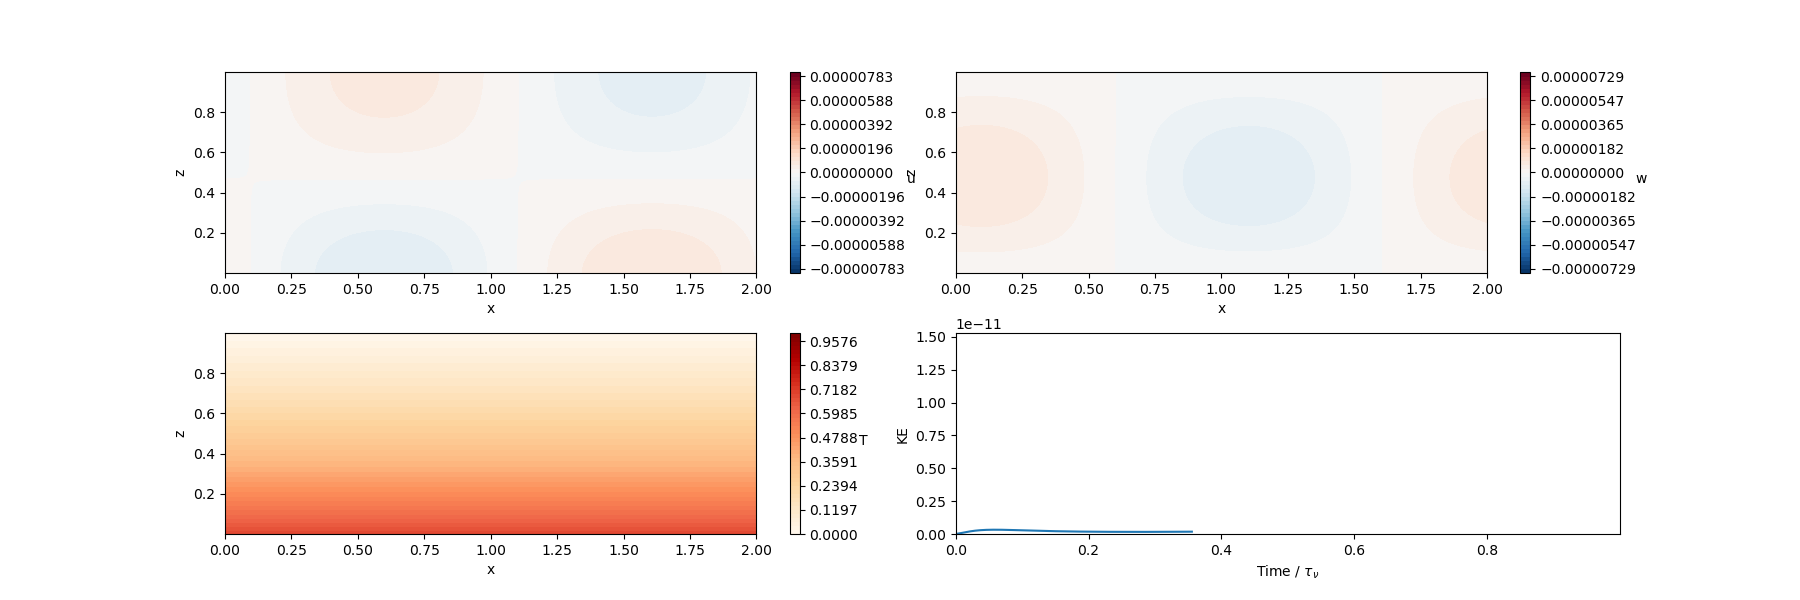 0.8
0.6
0.4
0.2
z
0.00 0.25 0.50 0.75 1.00 1.25 1.50 1.75 2.00
x
0.00000783
0.00000588
0.00000392
0.00000196
0.00000000
−0.00000196
−0.00000392
−0.00000588
−0.00000783
u
0.8
0.6
0.4
0.2
z
0.00 0.25 0.50 0.75 1.00 1.25 1.50 1.75 2.00
x
0.00000729
0.00000547
0.00000365
0.00000182
0.00000000
−0.00000182
−0.00000365
−0.00000547
−0.00000729
w
0.8
0.6
0.4
0.2
z
0.00 0.25 0.50 0.75 1.00 1.25 1.50 1.75 2.00
x
0.9576
0.8379
0.7182
0.5985
0.4788
0.3591
0.2394
0.1197
0.0000
T
1e−11
1.50
1.25
1.00
0.75
0.50
0.25
0.00
KE
0.0 0.2 0.4 0.6 0.8
Time / τν